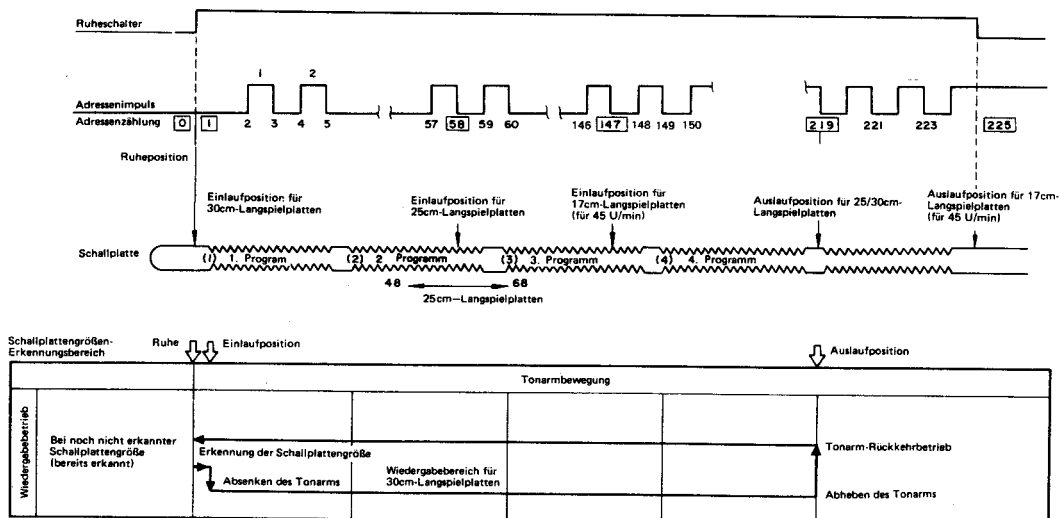 Ruheschalter
1 2
Adressenimpuls
Adressenzählung 0 1 2 3 4 5 57 58 59 60 146 147 148 149 150 219 221 223 225
Ruheposition
Einlaufposition für
30cm-Langspielplatten
Einlaufposition für
25cm-Langspielplatten
Einlaufposition für
17cm-Langspielplatten
(für 45 U/min)
Auslaufposition für 25/30cm-
Langspielplatten
Auslaufposition für 17cm-
Langspielplatten
(für 45 U/min)
Schallplatte (1) 1. Program (2) 2. Programm (3) 3. Programm (4) 4. Programm
48 68
25cm-Langspielplatten
Schallplattengrößen-
Erkennungsbereich
Ruhe
Einlaufposition
Auslaufposition
Tonarmbewegung
Wiedergabebetrieb
Bei noch nicht erkannter
Schallplattengröße
(bereits erkannt)
Erkennung der Schallplattengröße
Tonarm-Rückkehrbetrieb
Absenken des Tonarms
Wiedergabebereich für
30cm-Langspielplatten
Abheben des Tonarms